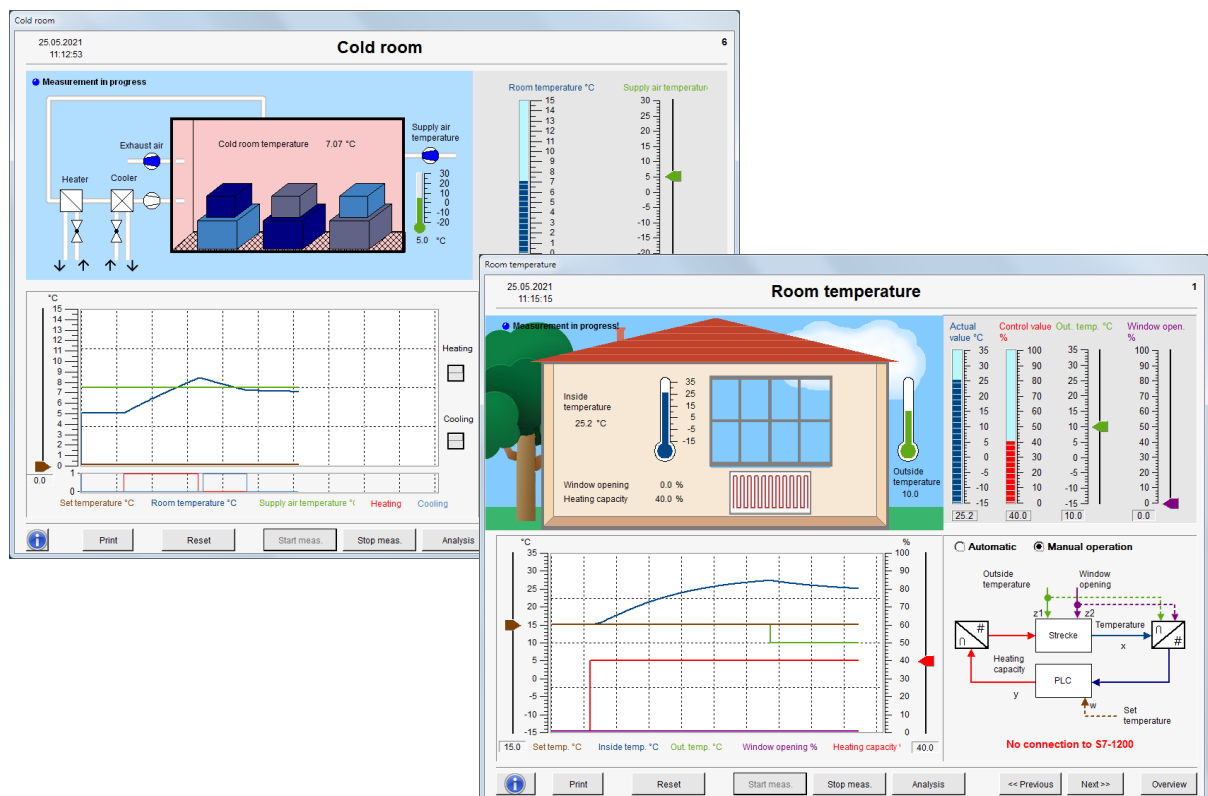 Cold room
25.05.2021
11:12:53
Cold room
6
Measurement in progress
Exhaust air
Heater
Cooler
Cold room temperature 7.07 °C
Supply air
temperature
30
20
10
0
-10
-20
5.0 °C
Room temperature °C
15
14
13
12
11
10
9
8
7
6
5
4
3
2
1
0
Supply air temperature
30
25
20
15
10
5
0
-5
-10
-15
-20
°C
15
14
13
12
11
10
9
8
7
6
5
4
3
2
1
0
0.0
1
0
Heating
Cooling
Set temperature °C Room temperature °C Supply air temperature °C Heating Cooling
Print Reset Start meas. Stop meas. Analysis
Room temperature
25.05.2021
11:15:15
Room temperature
1
Measurement in progress!
Inside
temperature
25.2 °C
35
25
15
5
-5
-15
Window opening 0.0 %
Heating capacity 40.0 %
Outside
temperature
10.0
Actual
value °C
35
30
25
20
15
10
5
0
-5
-10
-15
25.2
Control value
%
100
90
80
70
60
50
40
30
20
10
0
40.0
Out. temp. °C
35
30
20
15
10
5
0
-5
-10
-15
10.0
Window open.
%
100
90
80
70
60
50
40
30
20
10
0
0.0
°C
35
30
25
20
15
10
5
0
-5
-10
-15
%
100
90
80
70
60
50
40
30
20
10
0
15.0 Set temp. °C Inside temp. °C Out. temp. °C Window opening % Heating capacity 40.0
Automatic Manual operation
Outside
temperature
Window
opening
z1 z2
#
∩
Strecke
Temperature
x
∩
#
Heating
capacity
PLC
y
w
Set
temperature
No connection to S7-1200
Print Reset Start meas. Stop meas. Analysis << Previous Next >> Overview